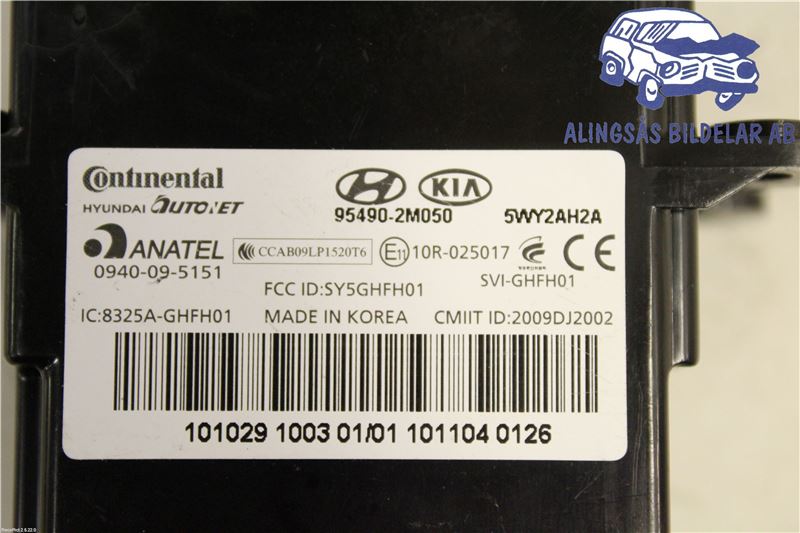 ALINGSÅS BILDELAR AB
Continental
HYUNDAI AUTONET
HYUNDAI KIA
95490-2M050 5WY2AH2A
ANATEL
0940-09-5151
CCAB09LP1520T6
E11 10R-025017
CE
FCC ID:SY5GHFH01
SVI-GHFH01
IC:8325A-GHFH01 MADE IN KOREA CMIIT ID:2009DJ2002
101029 1003 01/01 101104 0126